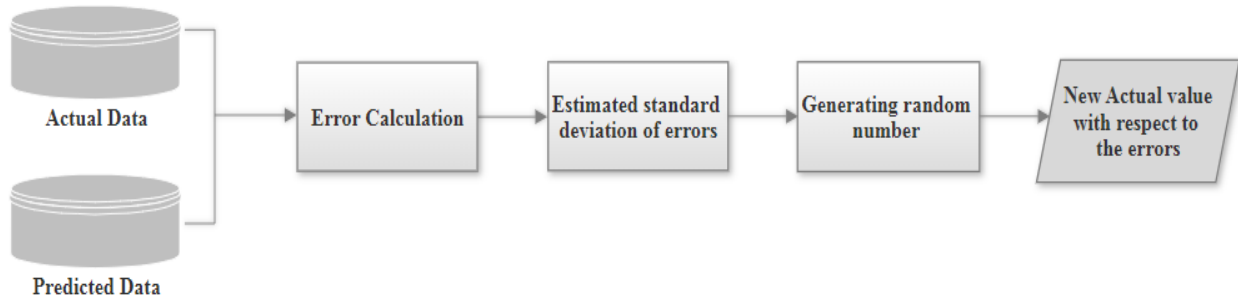 Actual Data
Predicted Data
Error Calculation
Estimated standard
deviation of errors
Generating random
number
New Actual value
with respect to
the errors